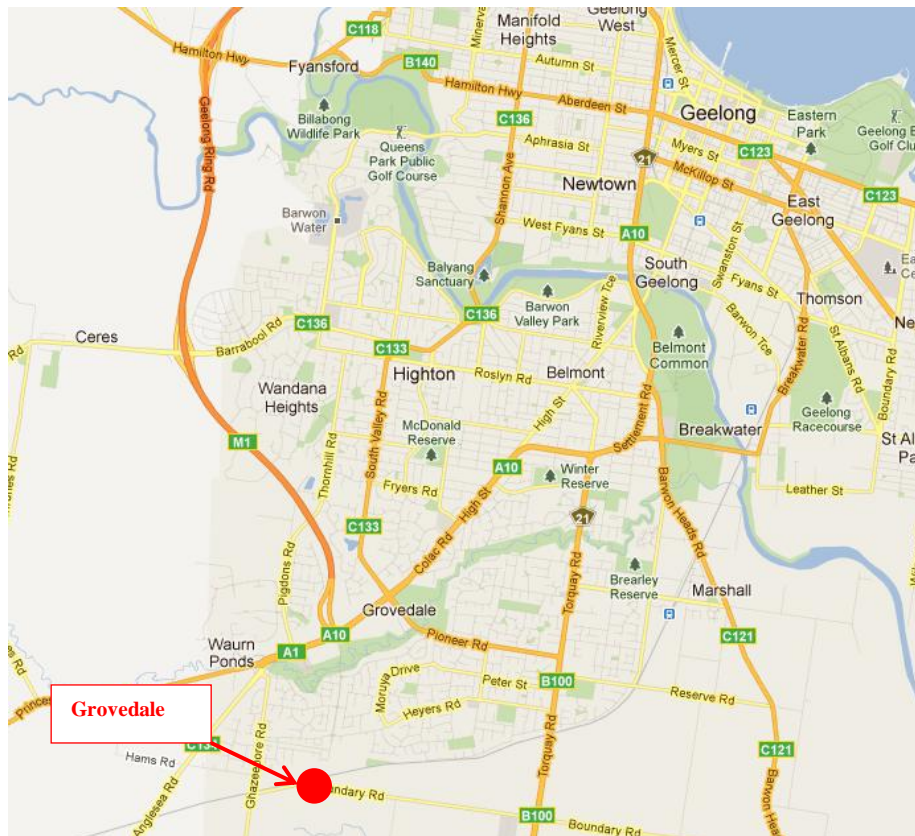 Manifold
Heights
Geelong
West
C118
Minerva
Mercer St
Hamilton Hwy
Fyansford
B140
Autumn St
Hamilton Hwy
Aberdeen St
Geelong
Eastern
Park
Geelong Ring Rd
Billabong
Wildlife Park
Queens
Park Public
Golf Course
C136
Aphrasia St
Shannon Ave
21
Myers St
C123
McKillop St
Newtown
C123
East
Geelong
Barwon
Water
West Fyans St
A10
Swanston St
Balyang
Sanctuary
South
Geelong
Fyans St
Barwon
Valley Park
Riverview Tce
Thomson
Ceres
C136
Barrabool Rd
C136
C133
Barwon Tce
St Albans Rd
Boundary Rd
Breakwater Rd
Belmont
Common
Highton
Roslyn Rd
Belmont
Wandana
Heights
High St
Settlement Rd
Geelong
Racecourse
M1
South Valley Rd
McDonald
Reserve
Breakwater
Thornhill Rd
A10
Winter
Reserve
Fryers Rd
High St
Leather St
C133
21
Barwon Heads Rd
Colac Rd
Pigdons Rd
Torquay Rd
Brearley
Reserve
Marshall
Grovedale
Waurn
Ponds
A10
A1
Pioneer Rd
C121
Drive
Moruya
Peter St
B100
Reserve Rd
Heyers Rd
Grovedale
Hams Rd
Ghazeepore Rd
Anglesea Rd
Torquay Rd
C121
B100
Boundary Rd